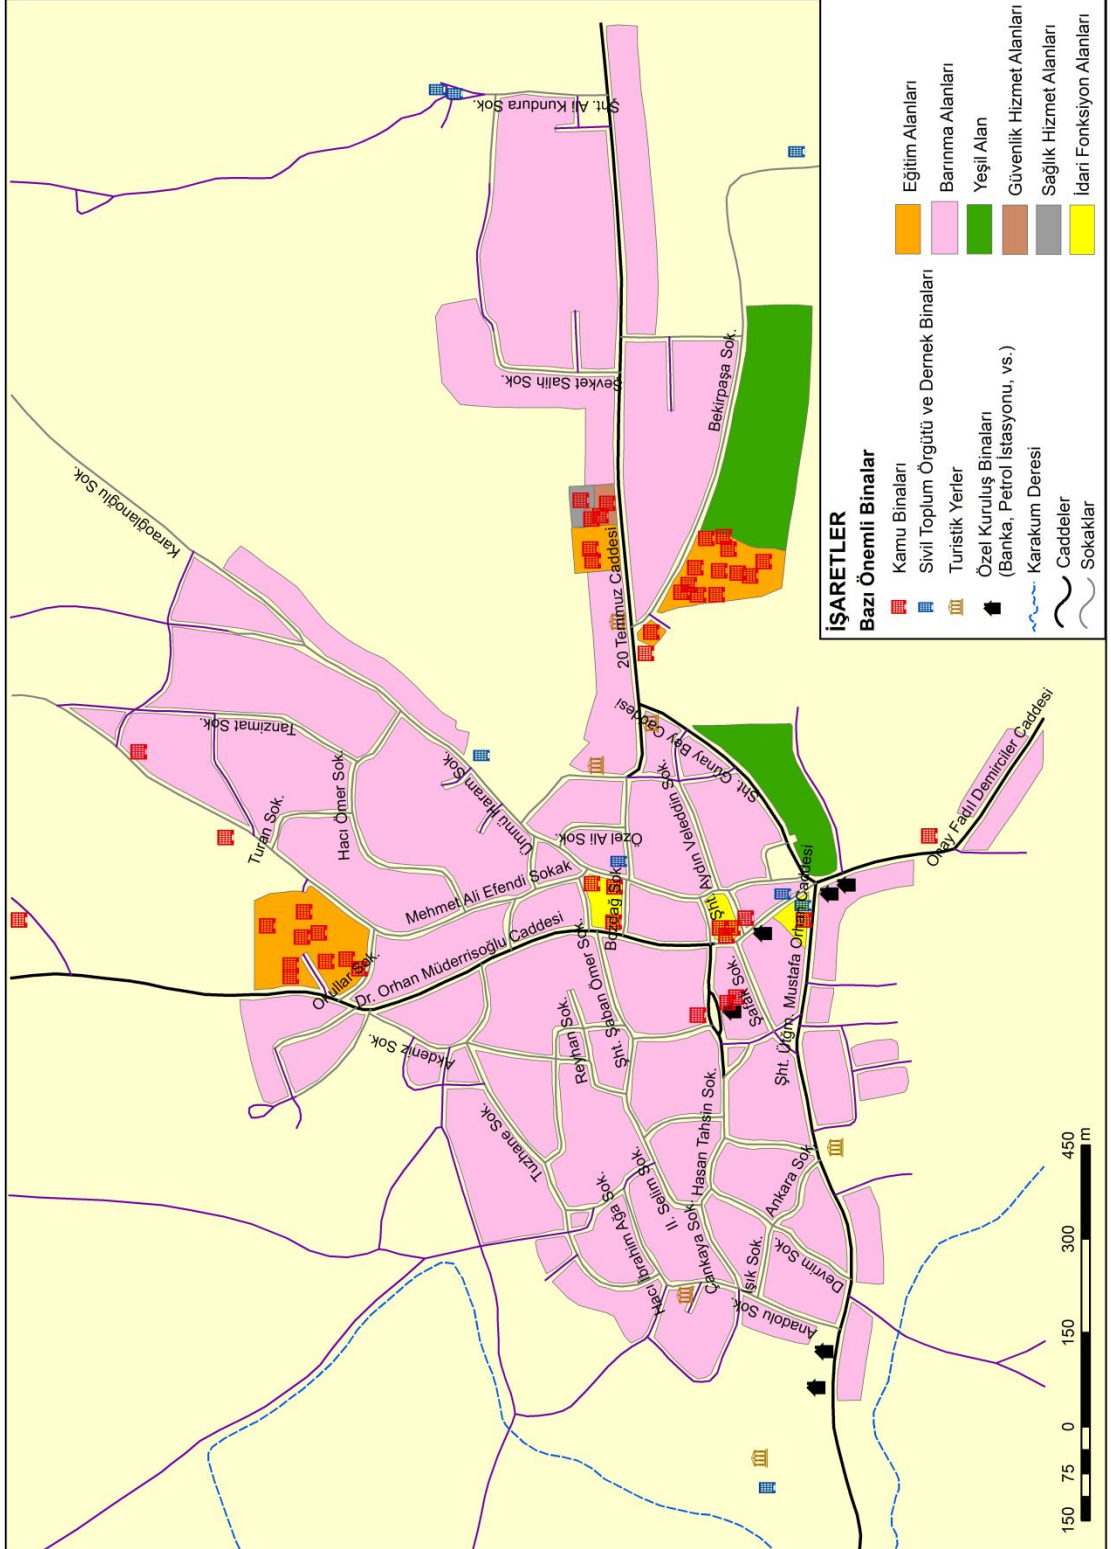 Karaoğlanoğlu Sok.
Şht. Ali Kundura Sok.
Şevket Salih Sok.
Tanzimat Sok.
Turan Sok.
Hacı Ömer Sok.
Ümmü Haram Sok.
Mehmet Ali Efendi Sokak
Özel Ali Sok.
Okullar Sok.
Dr. Orhan Müderrisoğlu Caddesi
Akdeniz Sok.
Bozdağ Sok.
20 Temmuz Caddesi
Bekirpaşa Sok.
Şht. Günay Bey Caddesi
Şht. Aydın Veleddin Sok.
Reyhan Sok.
Şht. Şaban Ömer Sok.
Tuzhane Sok.
Şafak Sok.
Şht. Ütğm. Mustafa Orhan Caddesi
Onay Fadıl Demirciler Caddesi
Hacı İbrahim Ağa Sok.
II. Selim Sok.
Hasan Tahsin Sok.
Çankaya Sok.
Ankara Sok.
Işık Sok.
Devrim Sok.
Anadolu Sok.
İŞARETLER
Bazı Önemli Binalar
Kamu Binaları
Sivil Toplum Örgütü ve Dernek Binaları
Turistik Yerler
Özel Kuruluş Binaları
(Banka, Petrol İstasyonu, vs.)
Karakum Deresi
Caddeler
Sokaklar
Eğitim Alanları
Barınma Alanları
Yeşil Alan
Güvenlik Hizmet Alanları
Sağlık Hizmet Alanları
İdari Fonksiyon Alanları
150 75 0 150 300 450
m